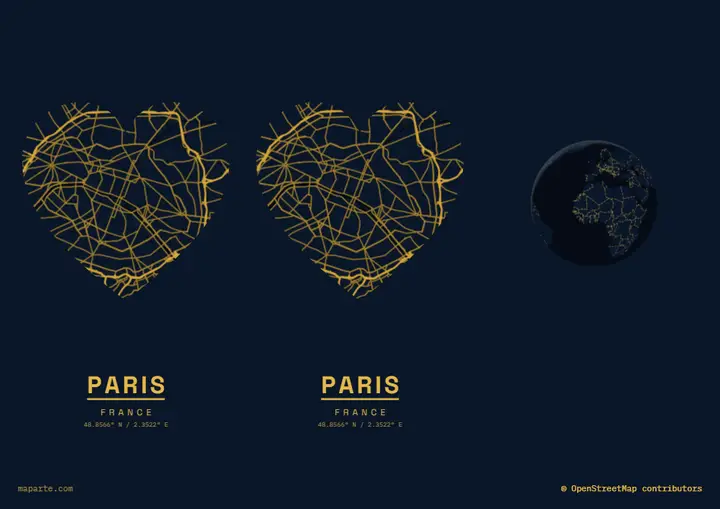 PARIS
FRANCE
48.8566° N / 2.3522° E
PARIS
FRANCE
48.8566° N / 2.3522° E
maparte.com
© OpenStreetMap contributors